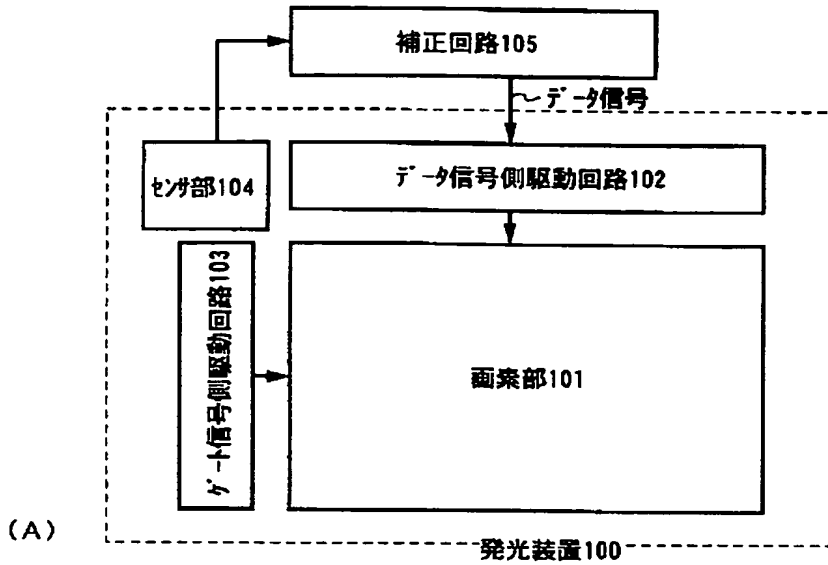 補正回路105
データ信号
センサ部104
データ信号側駆動回路102
ゲート信号側駆動回路103
画素部101
(A)
発光装置100